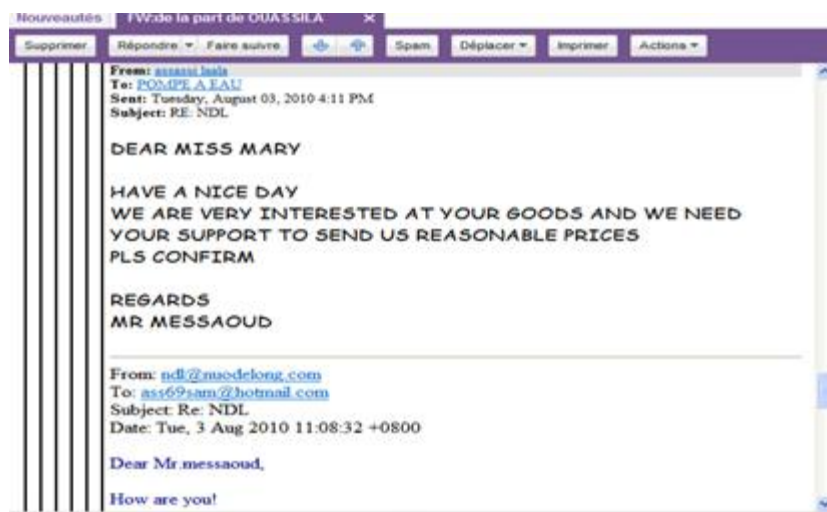 Nouveautés FW:de la part de OUASSILA ×
Supprimer Répondre Faire suivre Spam Déplacer Imprimer Actions
From: assassi laala
To: POMPE A EAU
Sent: Tuesday, August 03, 2010 4:11 PM
Subject: RE: NDL
DEAR MISS MARY
HAVE A NICE DAY
WE ARE VERY INTERESTED AT YOUR GOODS AND WE NEED
YOUR SUPPORT TO SEND US REASONABLE PRICES
PLS CONFIRM
REGARDS
MR MESSAOUD
From: ndl@nuodelong.com
To: ass69sam@hotmail.com
Subject: Re: NDL
Date: Tue, 3 Aug 2010 11:08:32 +0800
Dear Mr.messaoud,
How are you!